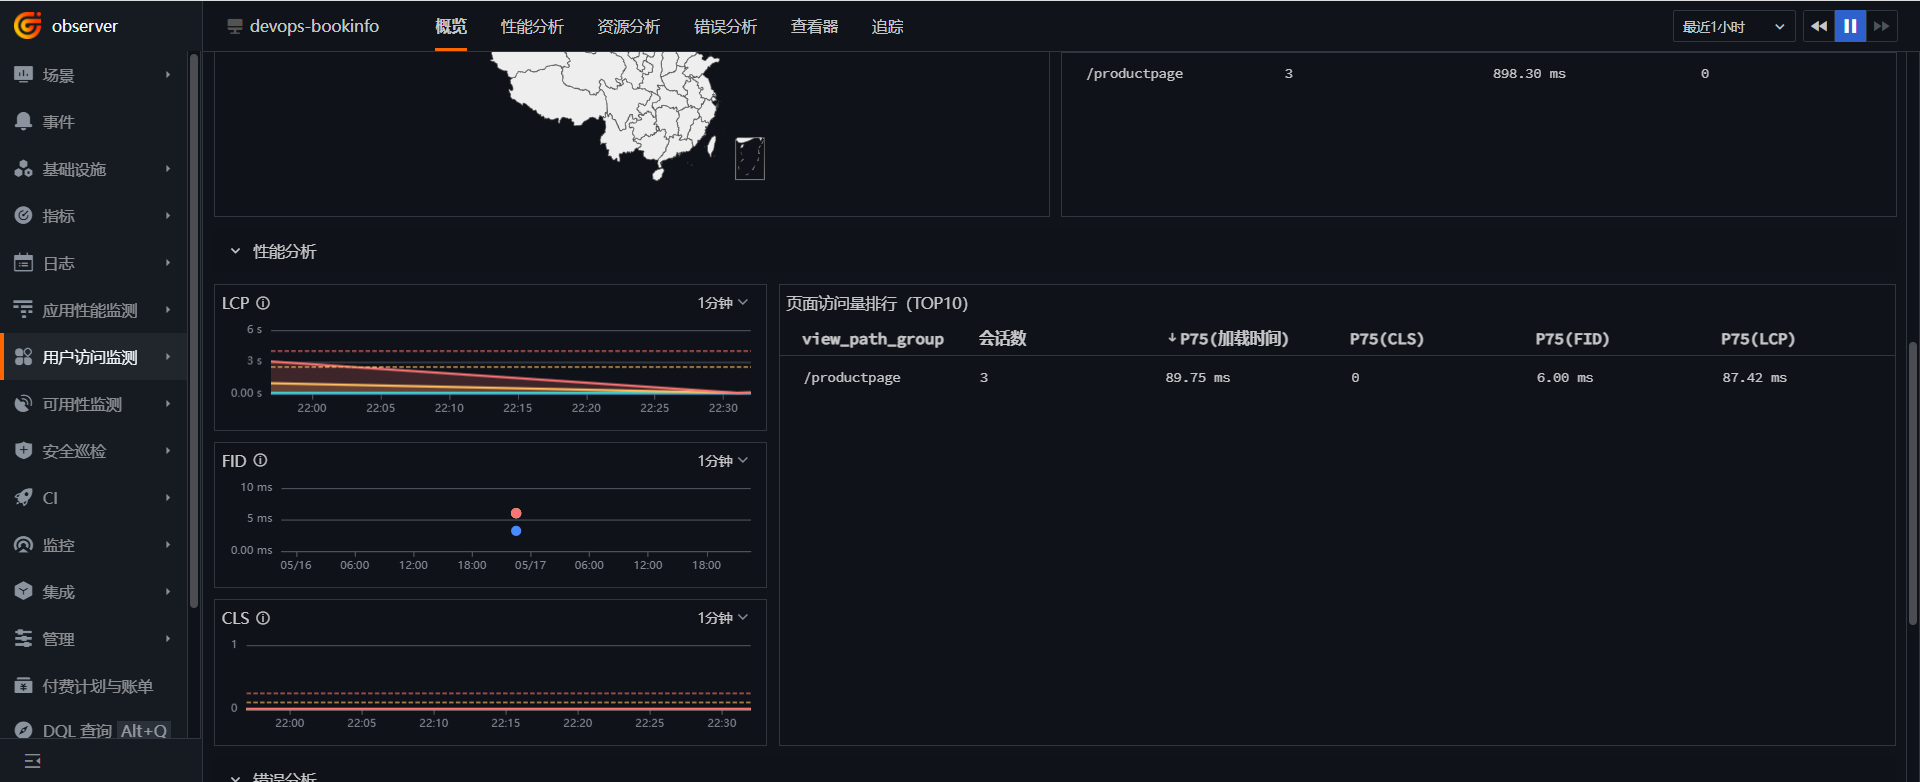 observer
devops-bookinfo
概览
性能分析
资源分析
错误分析
查看器
追踪
最近1小时
场景
事件
基础设施
指标
日志
应用性能监测
用户访问监测
可用性监测
安全巡检
CI
监控
集成
管理
付费计划与账单
DQL 查询 Alt+Q
/productpage 3 898.30 ms 0
性能分析
LCP 1分钟
6 s
3 s
0.00 s
22:00 22:05 22:10 22:15 22:20 22:25 22:30
FID 1分钟
10 ms
5 ms
0.00 ms
05/16 06:00 12:00 18:00 05/17 06:00 12:00 18:00
CLS 1分钟
1
0
22:00 22:05 22:10 22:15 22:20 22:25 22:30
页面访问量排行（TOP10）
view_path_group 会话数 P75(加载时间) P75(CLS) P75(FID) P75(LCP)
/productpage 3 89.75 ms 0 6.00 ms 87.42 ms
错误分析